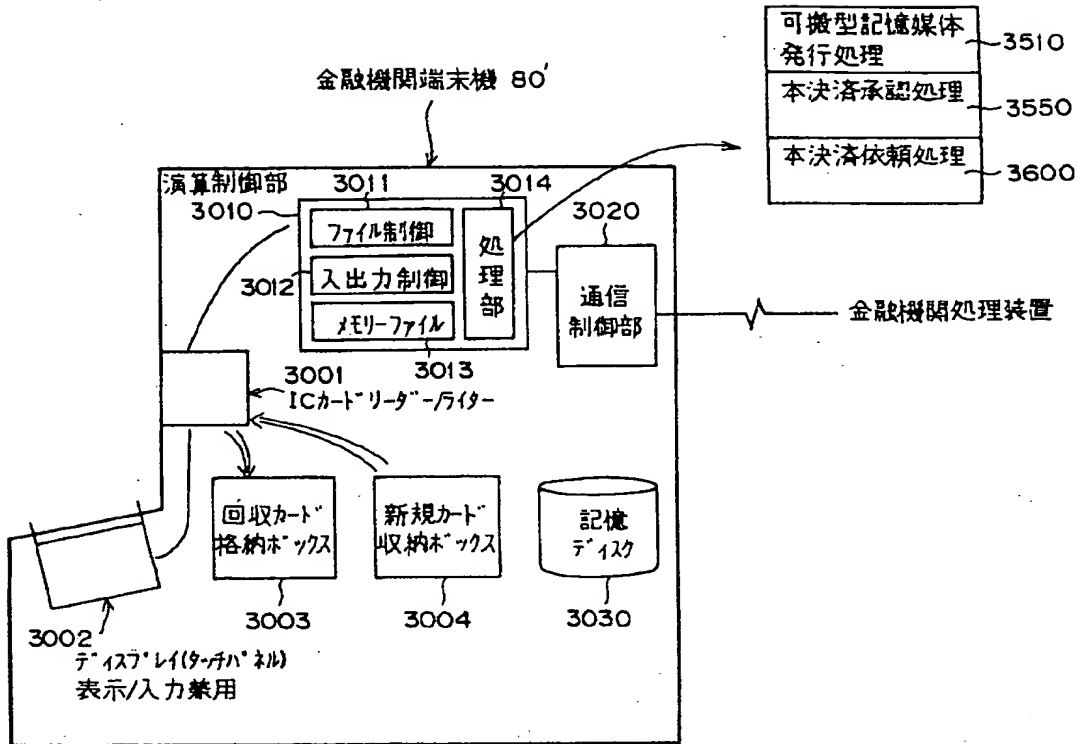 可搬型記憶媒体
発行処理
3510
本決済承認処理
3550
本決済依頼処理
3600
金融機関端末機 80′
演算制御部
3010
3011
ファイル制御
3012
入出力制御
メモリーファイル
3013
3014
処理部
3020
通信
制御部
金融機関処理装置
3001
ICカードリーダー/ライター
回収カード
格納ボックス
3003
新規カード
収納ボックス
3004
記憶
ディスク
3030
3002
ディスプレイ(タッチパネル)
表示/入力兼用